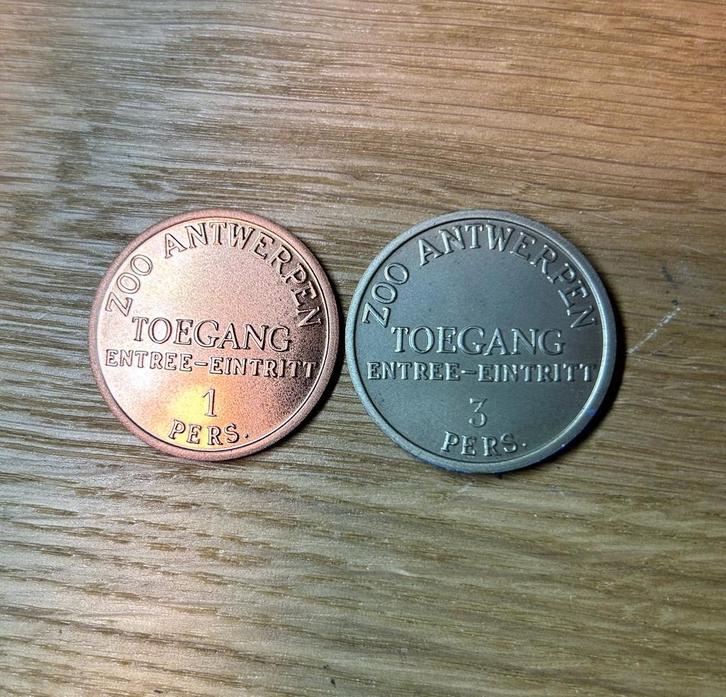 ZOO ANTWERPEN
TOEGANG
ENTREE-EINTRITT
1
PERS.
ZOO ANTWERPEN
TOEGANG
ENTREE-EINTRITT
3
PERS.